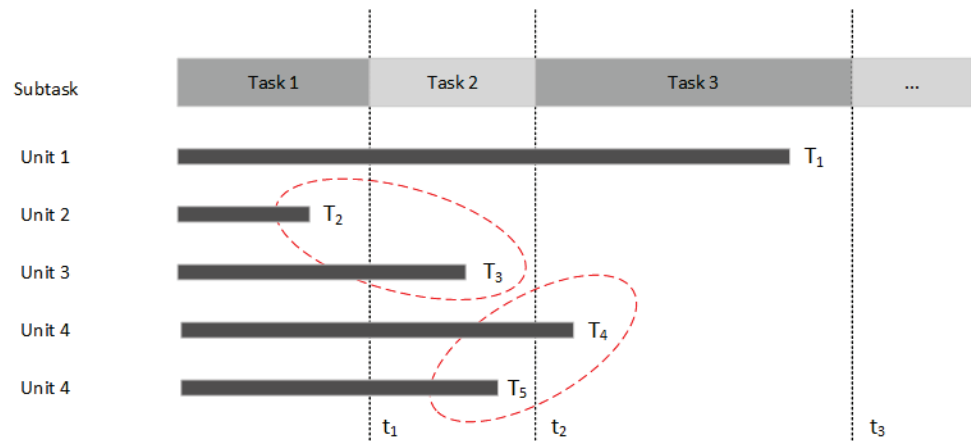 Subtask Task 1 Task 2 Task 3 ...
Unit 1 T₁
Unit 2 T₂
Unit 3 T₃
Unit 4 T₄
Unit 4 T₅
t₁ t₂ t₃